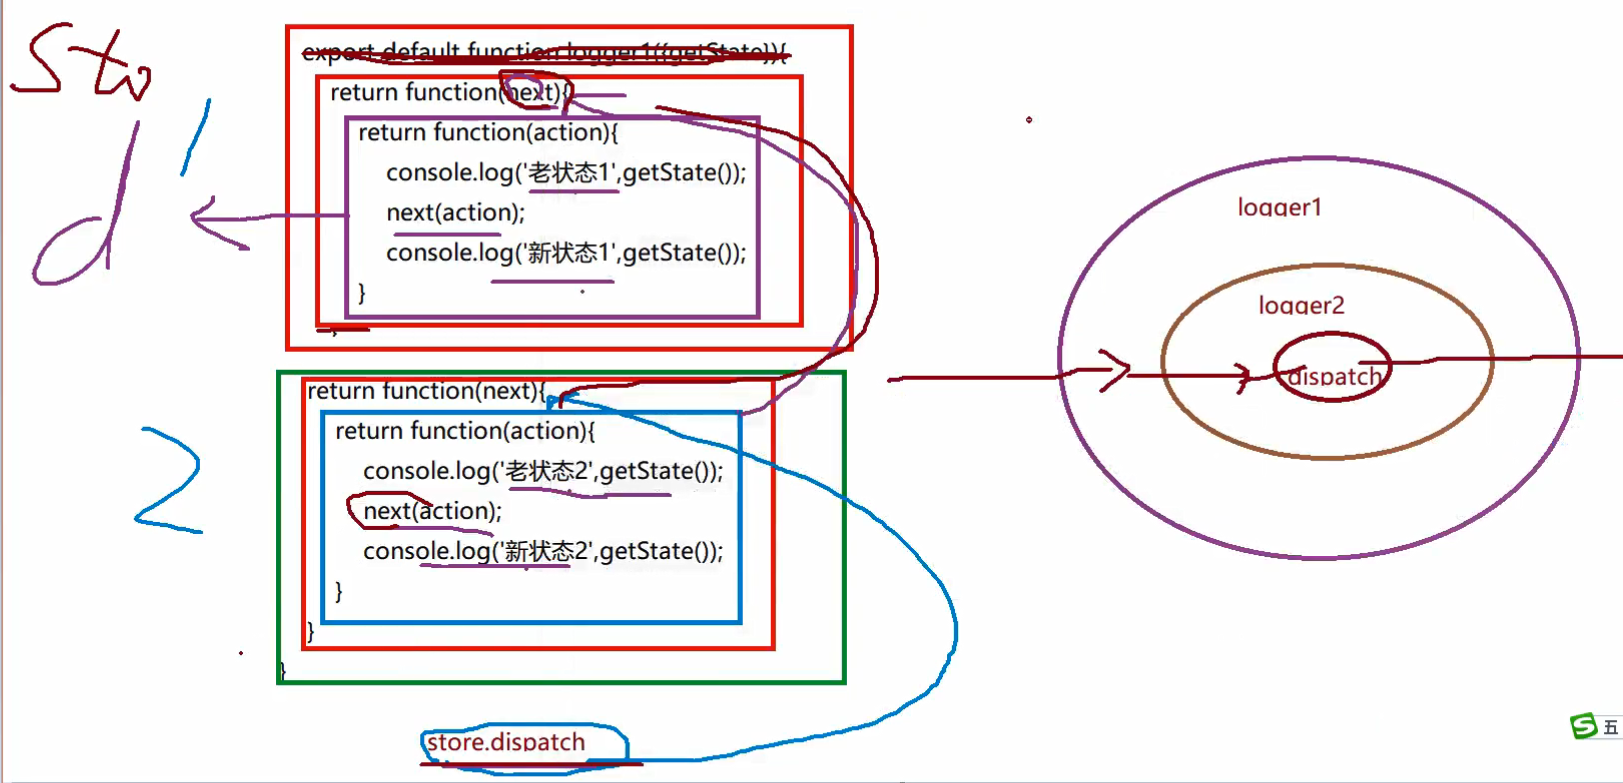 sto
d
1
export default function logger1({getState}){
return function(next){
return function(action){
console.log('老状态1',getState());
next(action);
console.log('新状态1',getState());
}
}
2
return function(next){
return function(action){
console.log('老状态2',getState());
next(action);
console.log('新状态2',getState());
}
}
}
store.dispatch
logger1
logger2
dispatch
S 五